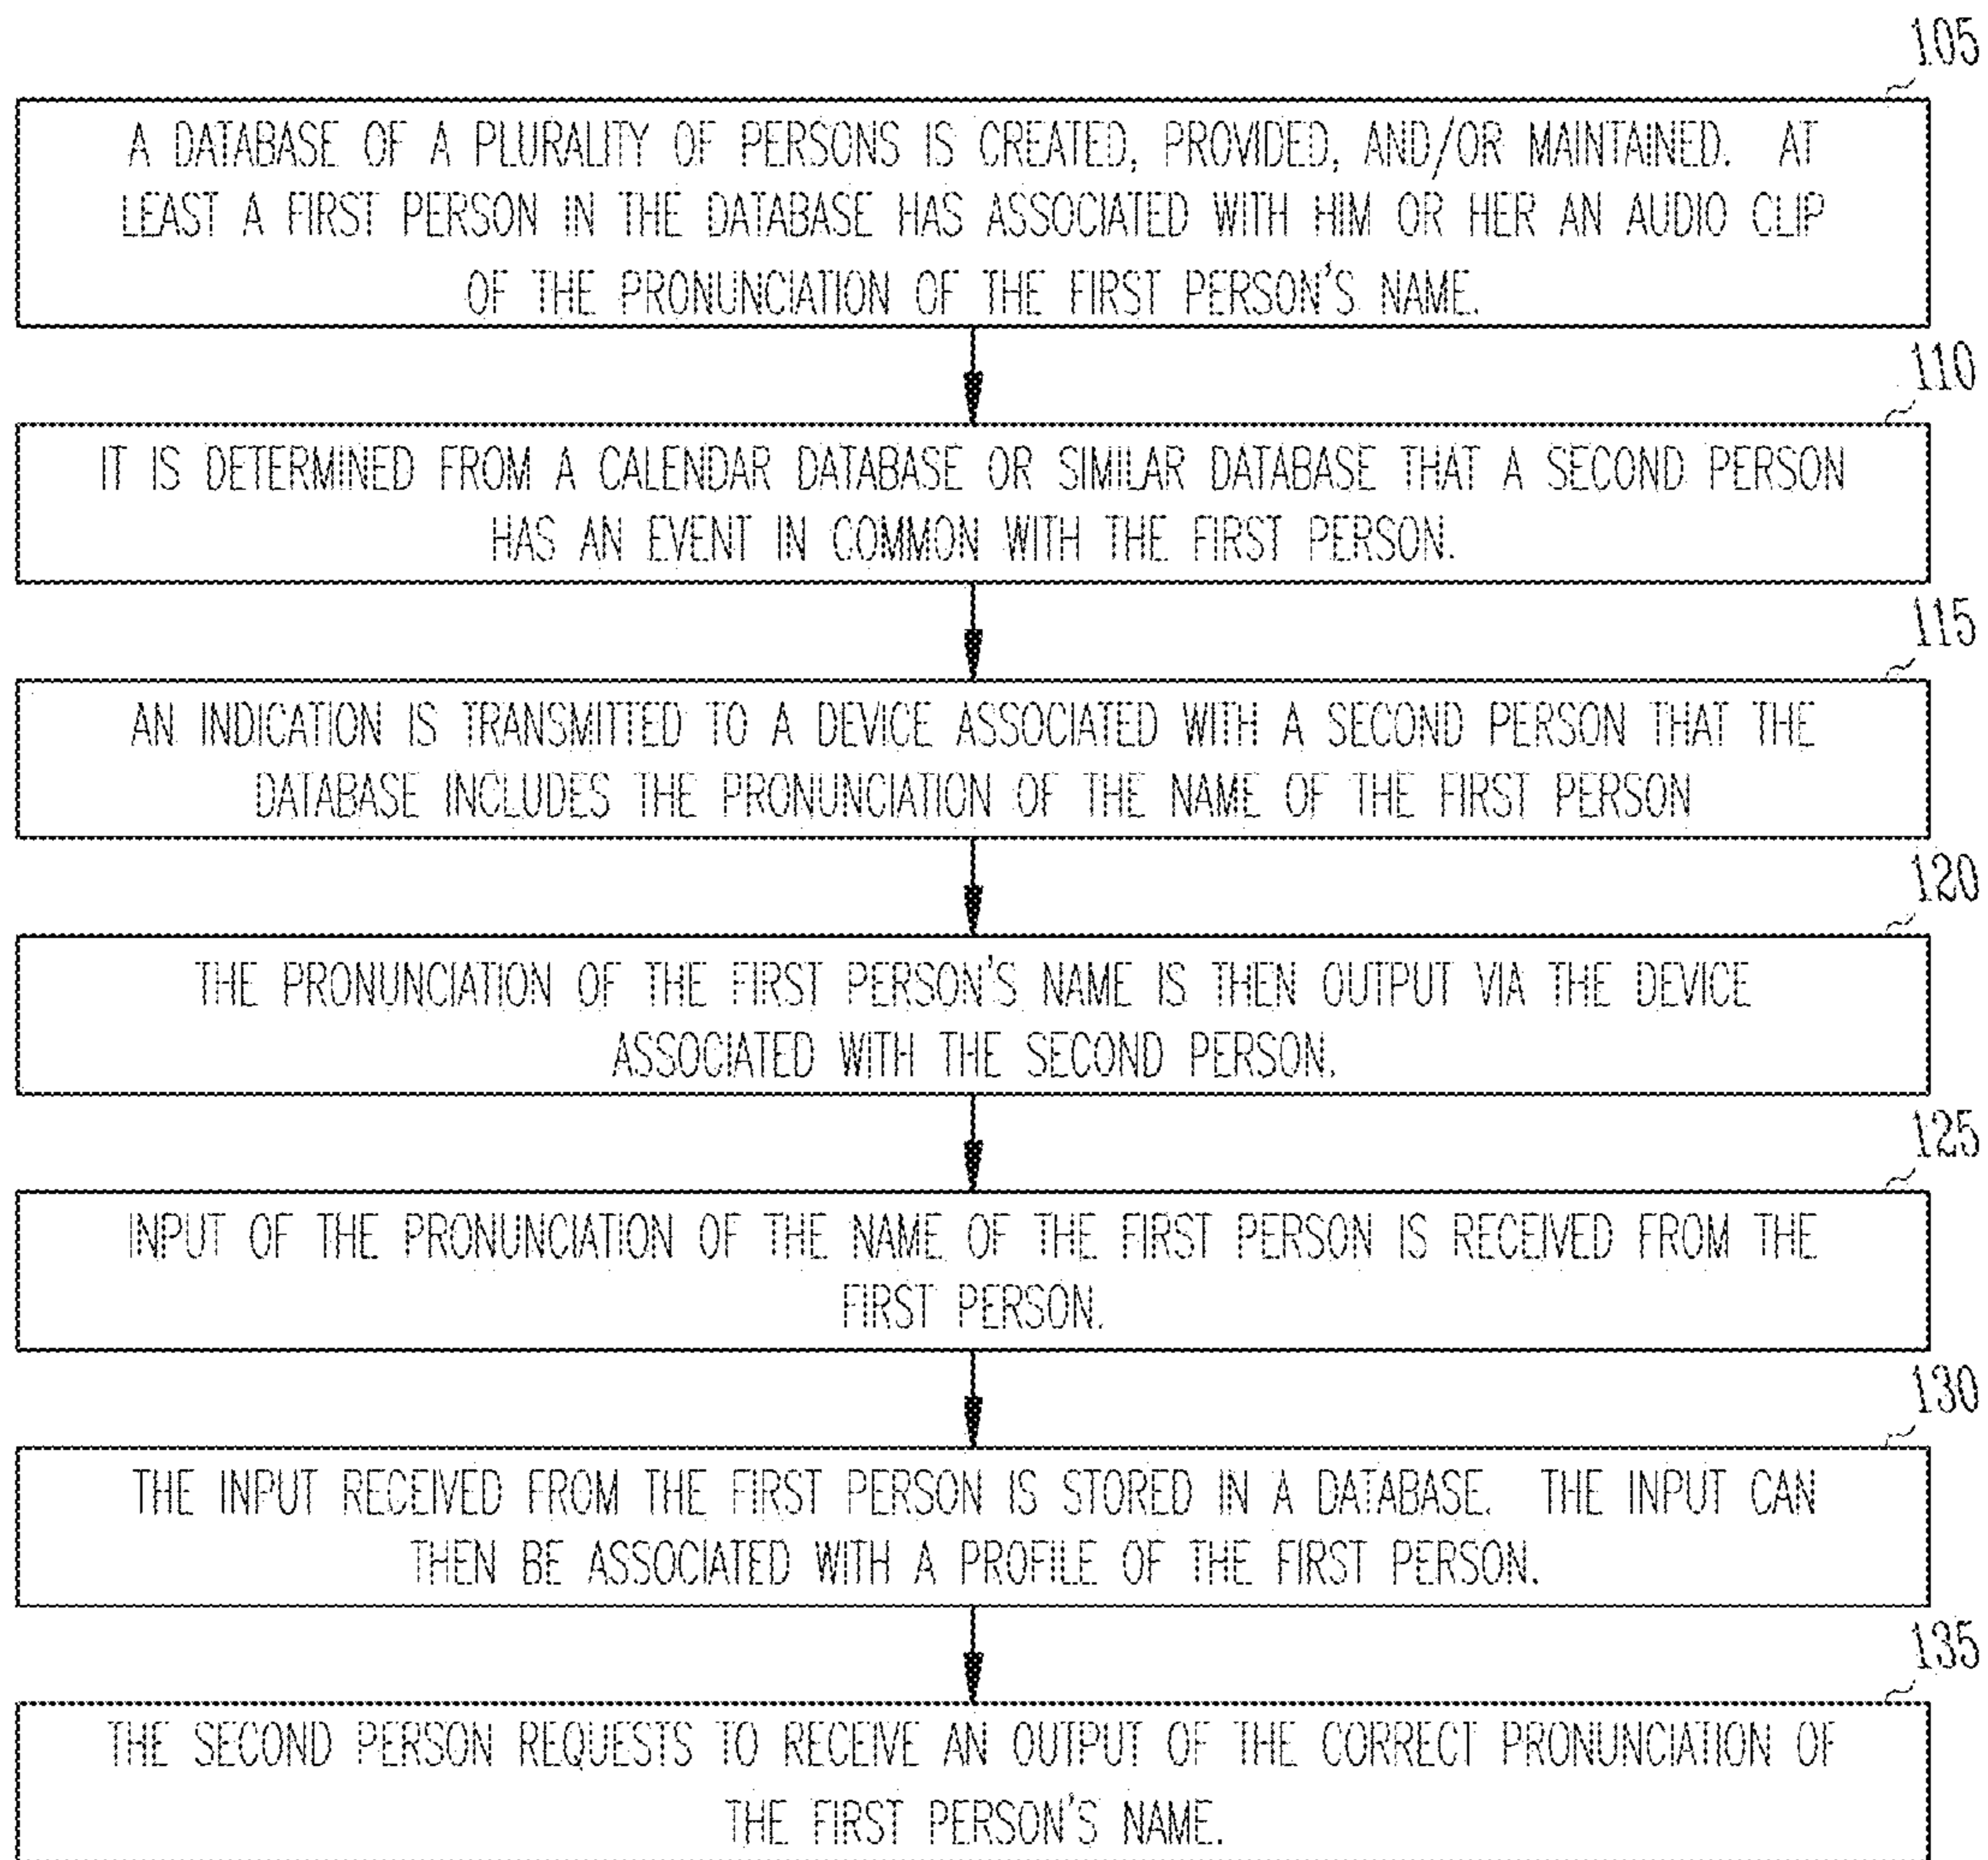 105
A DATABASE OF A PLURALITY OF PERSONS IS CREATED, PROVIDED, AND/OR MAINTAINED. AT
LEAST A FIRST PERSON IN THE DATABASE HAS ASSOCIATED WITH HIM OR HER AN AUDIO CLIP
OF THE PRONUNCIATION OF THE FIRST PERSON'S NAME.
110
IT IS DETERMINED FROM A CALENDAR DATABASE OR SIMILAR DATABASE THAT A SECOND PERSON
HAS AN EVENT IN COMMON WITH THE FIRST PERSON.
115
AN INDICATION IS TRANSMITTED TO A DEVICE ASSOCIATED WITH A SECOND PERSON THAT THE
DATABASE INCLUDES THE PRONUNCIATION OF THE NAME OF THE FIRST PERSON
120
THE PRONUNCIATION OF THE FIRST PERSON'S NAME IS THEN OUTPUT VIA THE DEVICE
ASSOCIATED WITH THE SECOND PERSON.
125
INPUT OF THE PRONUNCIATION OF THE NAME OF THE FIRST PERSON IS RECEIVED FROM THE
FIRST PERSON.
130
THE INPUT RECEIVED FROM THE FIRST PERSON IS STORED IN A DATABASE. THE INPUT CAN
THEN BE ASSOCIATED WITH A PROFILE OF THE FIRST PERSON.
135
THE SECOND PERSON REQUESTS TO RECEIVE AN OUTPUT OF THE CORRECT PRONUNCIATION OF
THE FIRST PERSON'S NAME.